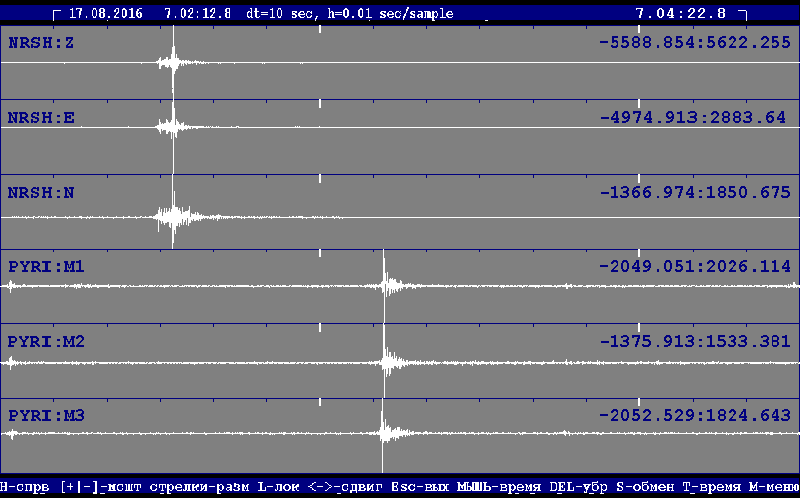 17.08.2016 7.02:12.8 dt=10 sec, h=0.01 sec/sample 7.04:22.8
NRSH:Z -5588.854:5622.255
NRSH:E -4974.913:2883.64
NRSH:N -1366.974:1850.675
PYRI:M1 -2049.051:2026.114
PYRI:M2 -1375.913:1533.381
PYRI:M3 -2052.529:1824.643
Н-спрв [+|-]-мсшт стрелки-разм L-лок <->-сдвиг Esc-вых МЫШЬ-время DEL-убр S-обмен T-время M-меню